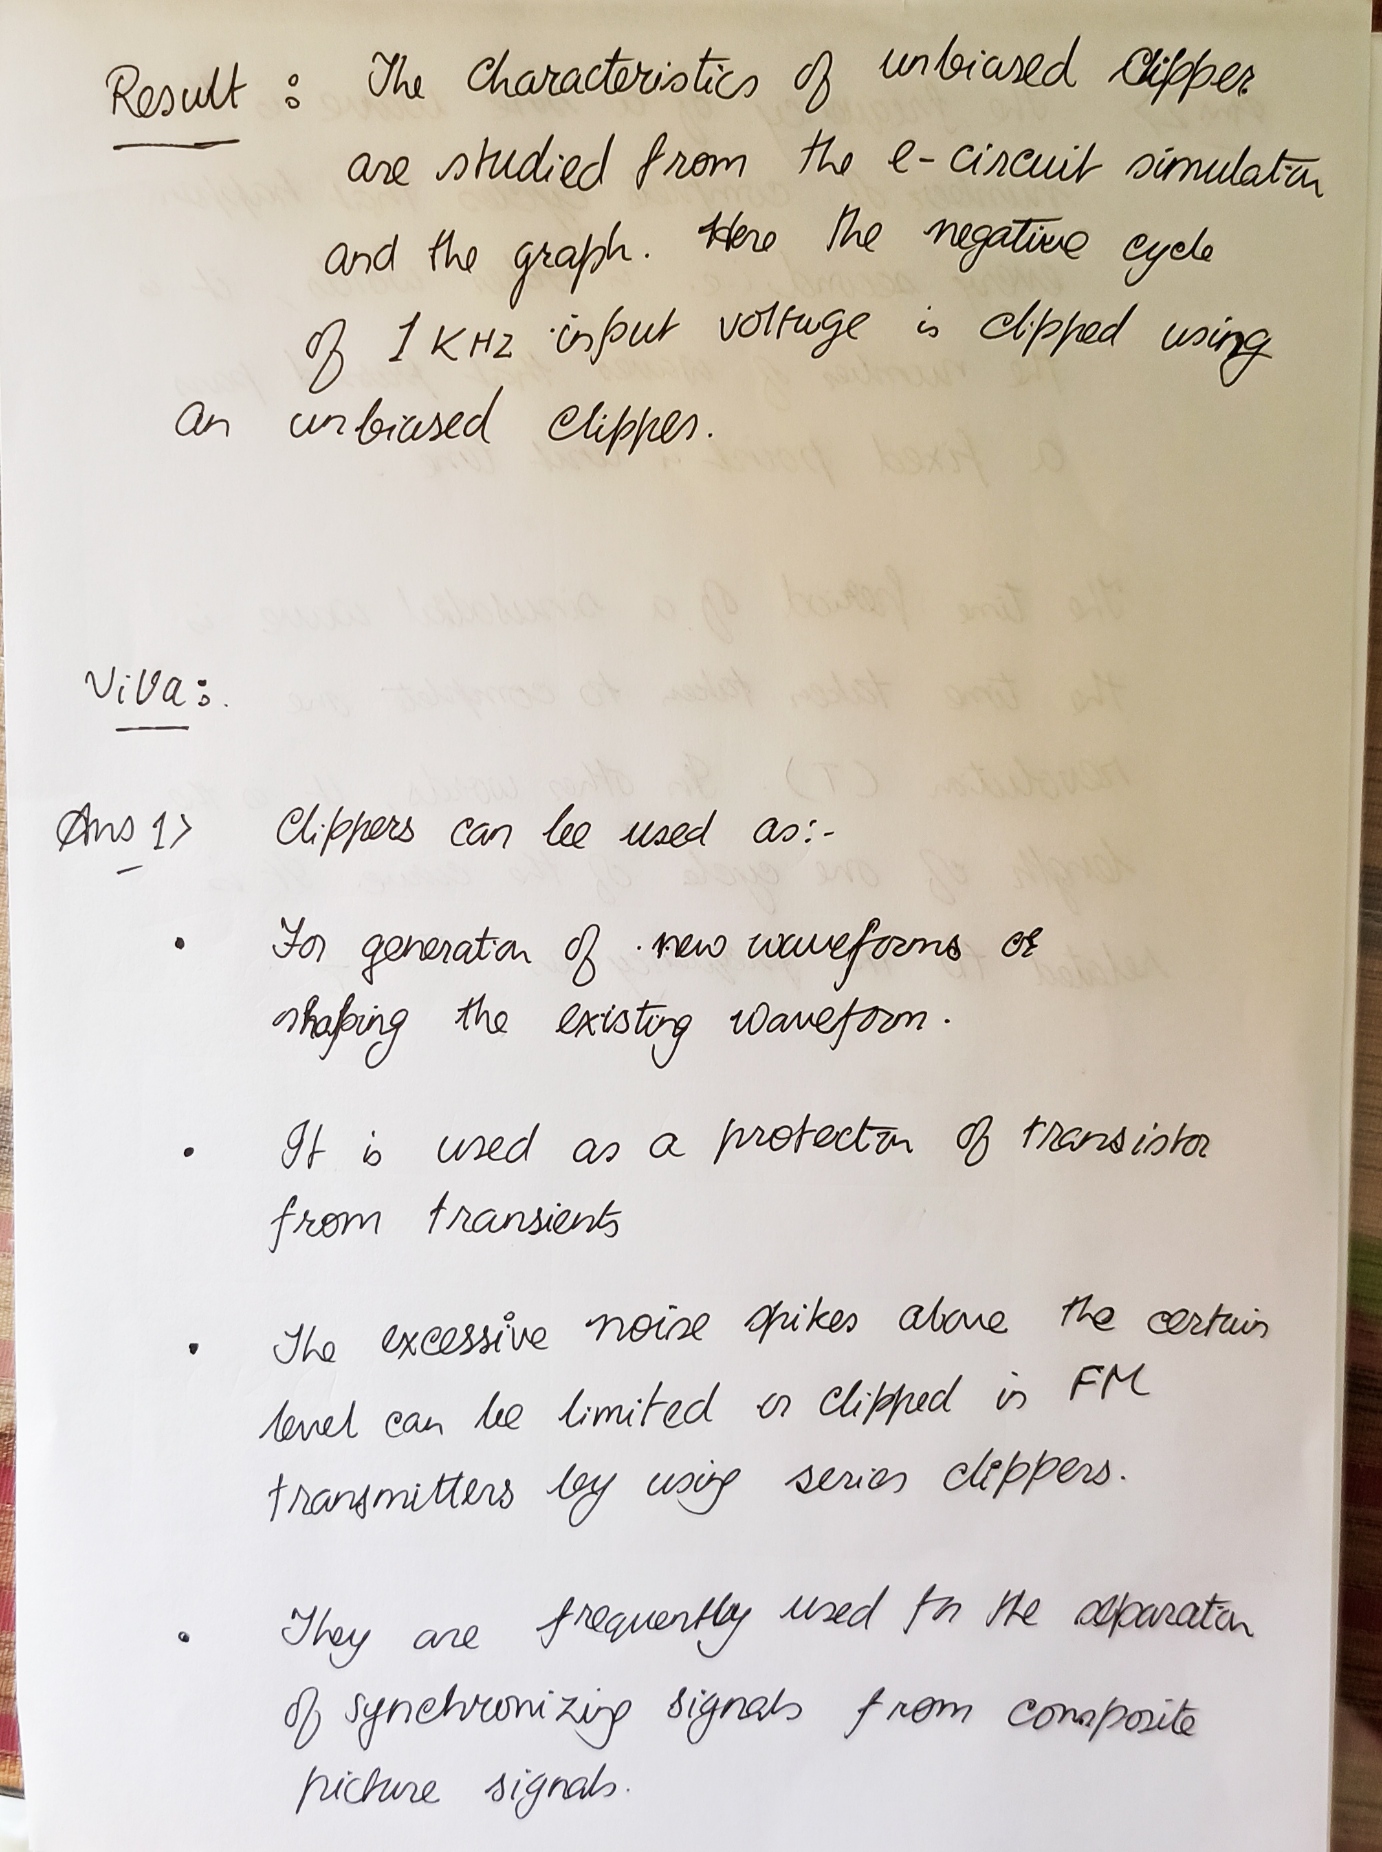 Result : The Characteristics of unbiased Clipper
are studied from the e-circuit simulation
and the graph. Here the negative cycle
of 1 KHz input voltage is clipped using
an unbiased clipper.
Viva:.
Ans 1> Clippers can be used as:-
• For generation of new waveforms or
shaping the existing waveform.
• It is used as a protection of transistor
from transients
• The excessive noise spikes above the certain
level can be limited or clipped in FM
transmitters by using series clippers.
• They are frequently used for the separation
of synchronizing signals from composite
picture signals.